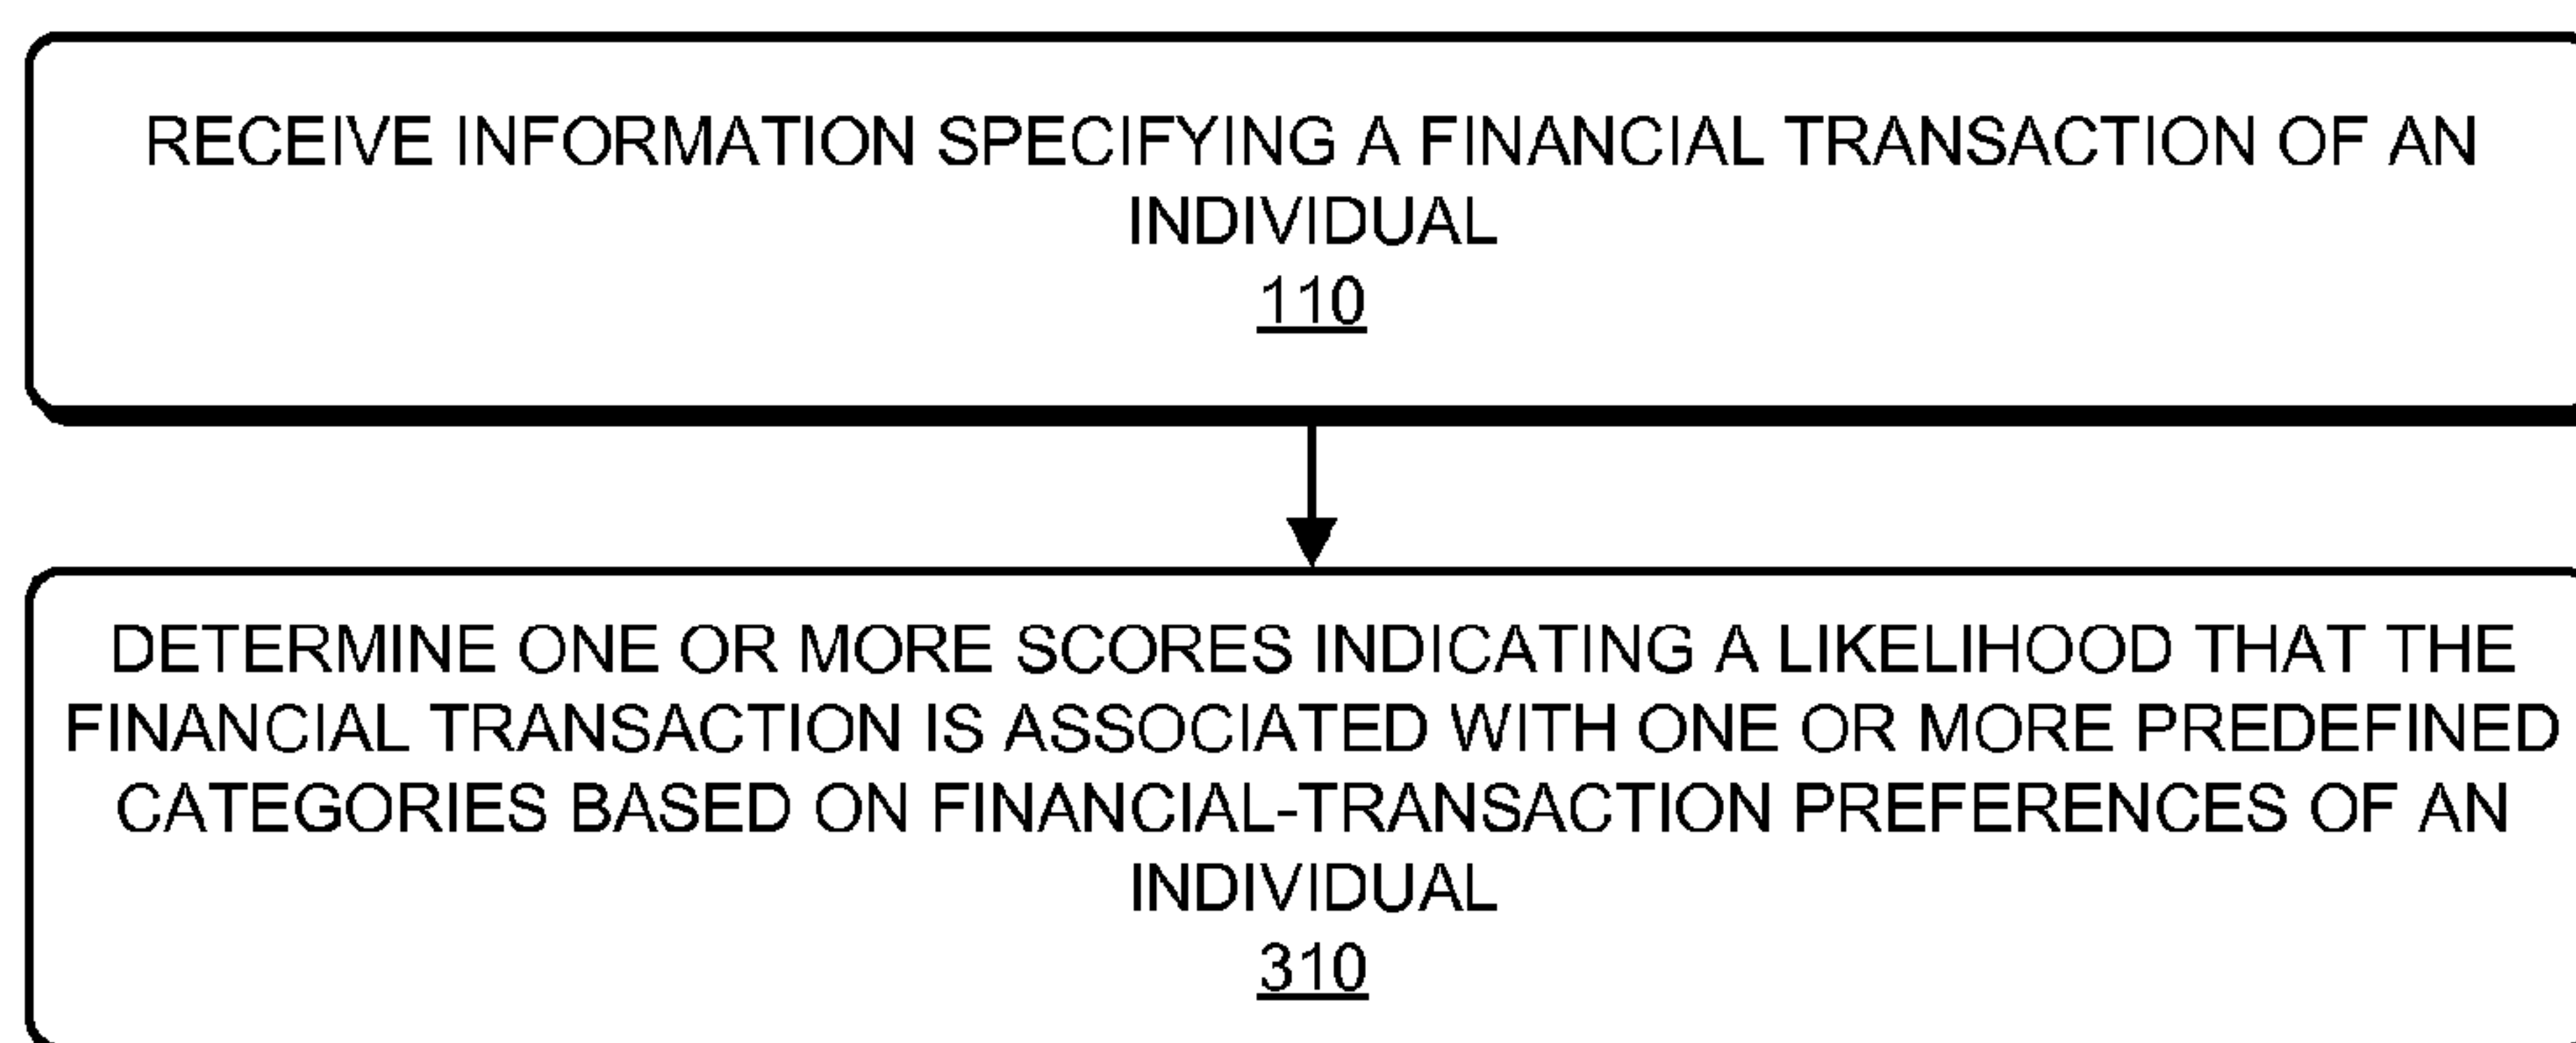 RECEIVE INFORMATION SPECIFYING A FINANCIAL TRANSACTION OF AN
INDIVIDUAL
110
DETERMINE ONE OR MORE SCORES INDICATING A LIKELIHOOD THAT THE
FINANCIAL TRANSACTION IS ASSOCIATED WITH ONE OR MORE PREDEFINED
CATEGORIES BASED ON FINANCIAL-TRANSACTION PREFERENCES OF AN
INDIVIDUAL
310